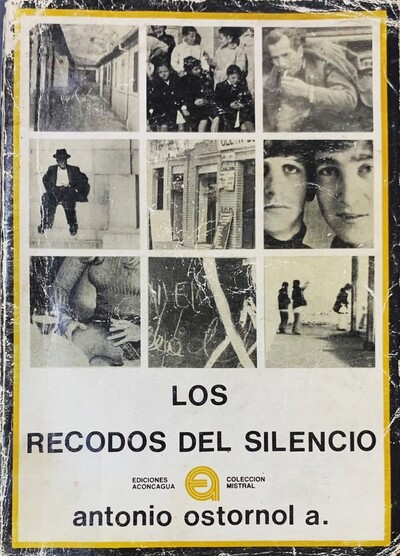 LOS
RECODOS DEL SILENCIO
EDICIONES
ACONCAGUA
COLECCION
MISTRAL
antonio ostornol a.